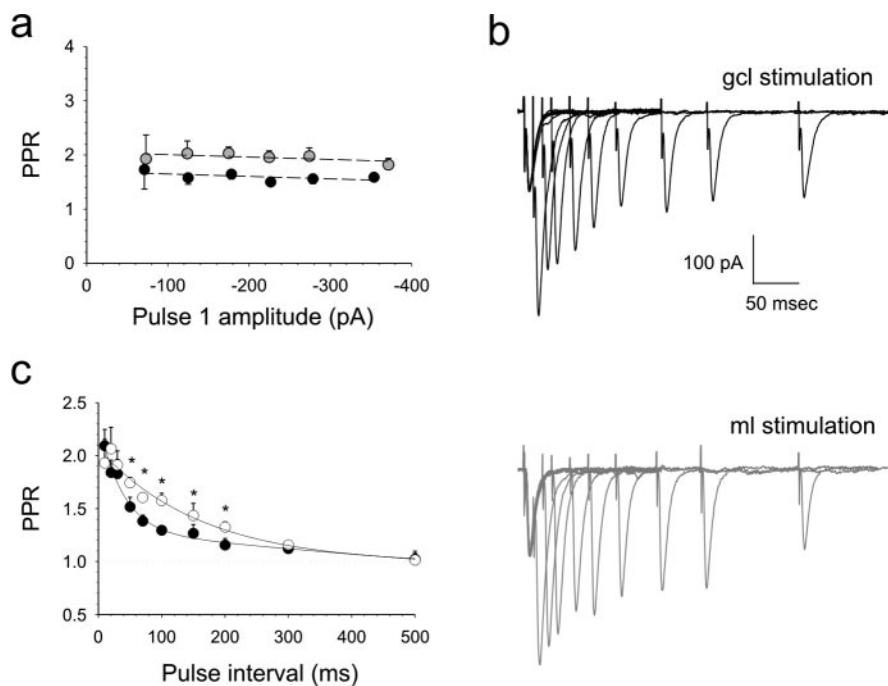 a
4
3
2
1
0
PPR
0 -100 -200 -300 -400
Pulse 1 amplitude (pA)
b
gcl stimulation
100 pA
50 msec
c
2.5
2.0
1.5
1.0
0.5
PPR
* * * * *
0 100 200 300 400 500
Pulse interval (ms)
ml stimulation